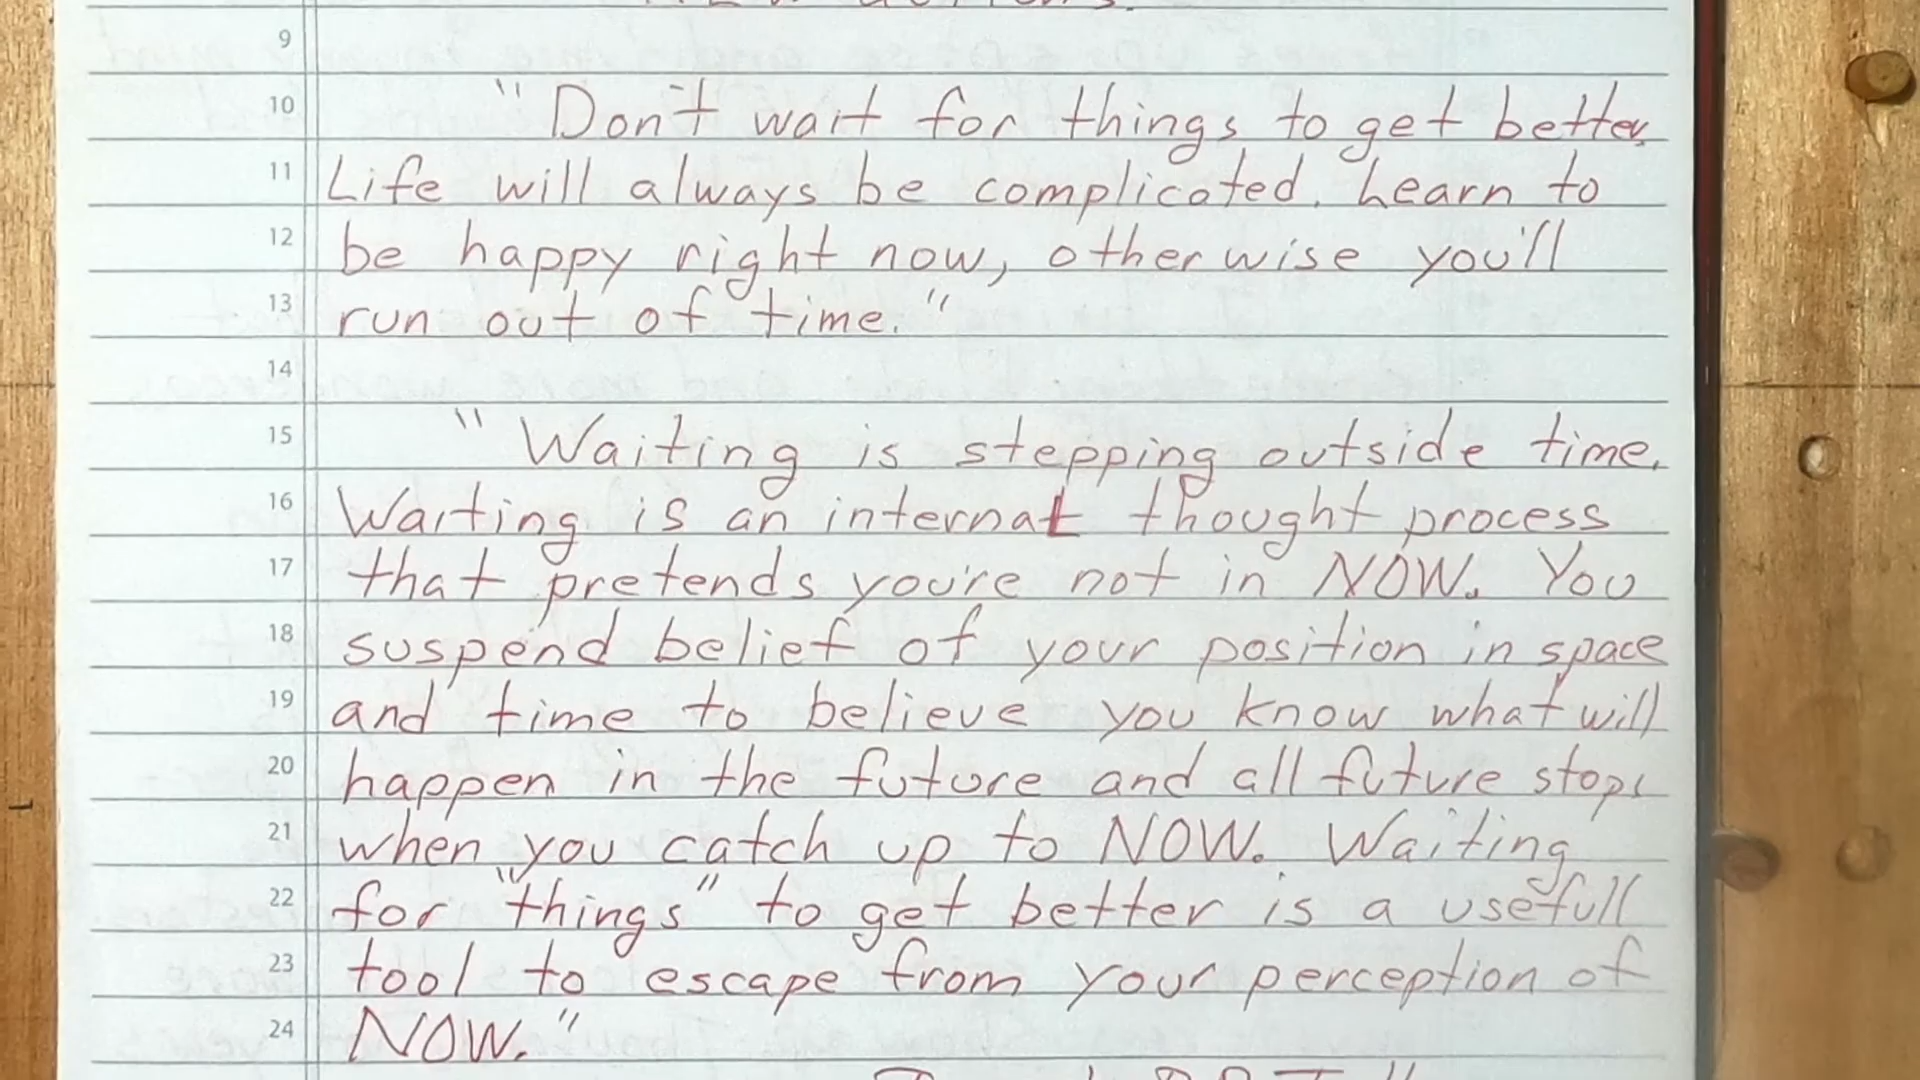 9
10 "Don't wait for things to get better,
11 Life will always be complicated. Learn to
12 be happy right now, otherwise you'll
13 run out of time."
14
15 "Waiting is stepping outside time.
16 Waiting is an internal thought process
17 that pretends you're not in NOW. You
18 suspend belief of your position in space
19 and time to believe you know what will
20 happen in the future and all future stops
21 when you catch up to NOW. Waiting
22 for "things" to get better is a usefull
23 tool to escape from your perception of
24 NOW."